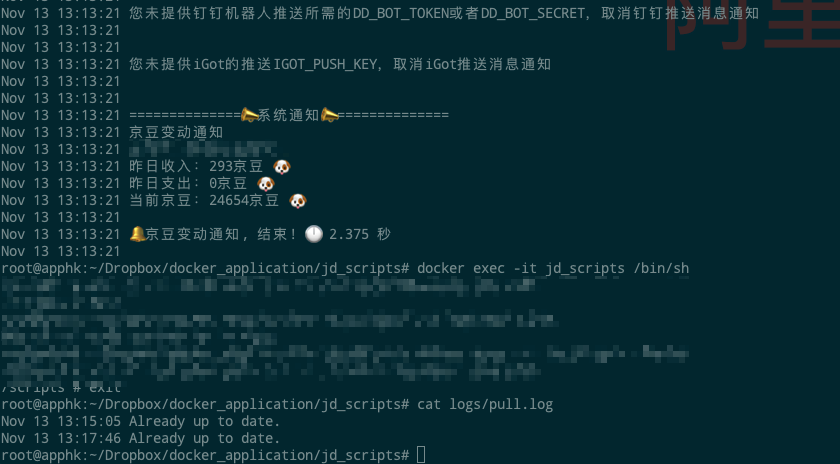 Nov 13 13:13:21 您未提供钉钉机器人推送所需的DD_BOT_TOKEN或者DD_BOT_SECRET，取消钉钉推送消息通知
阿里
Nov 13 13:13:21
Nov 13 13:13:21
Nov 13 13:13:21 您未提供iGot的推送IGOT_PUSH_KEY，取消iGot推送消息通知
Nov 13 13:13:21
Nov 13 13:13:21
Nov 13 13:13:21 ==============📣系统通知📣==============
Nov 13 13:13:21 京豆变动通知
Nov 13 13:13:21
Nov 13 13:13:21 昨日收入：293京豆 🐶
Nov 13 13:13:21 昨日支出：0京豆 🐶
Nov 13 13:13:21 当前京豆：24654京豆 🐶
Nov 13 13:13:21
Nov 13 13:13:21 🔔京豆变动通知，结束！🕛 2.375 秒
Nov 13 13:13:21
root@apphk:~/Dropbox/docker_application/jd_scripts# docker exec -it jd_scripts /bin/sh
/scripts # exit
root@apphk:~/Dropbox/docker_application/jd_scripts# cat logs/pull.log
Nov 13 13:15:05 Already up to date.
Nov 13 13:17:46 Already up to date.
root@apphk:~/Dropbox/docker_application/jd_scripts#